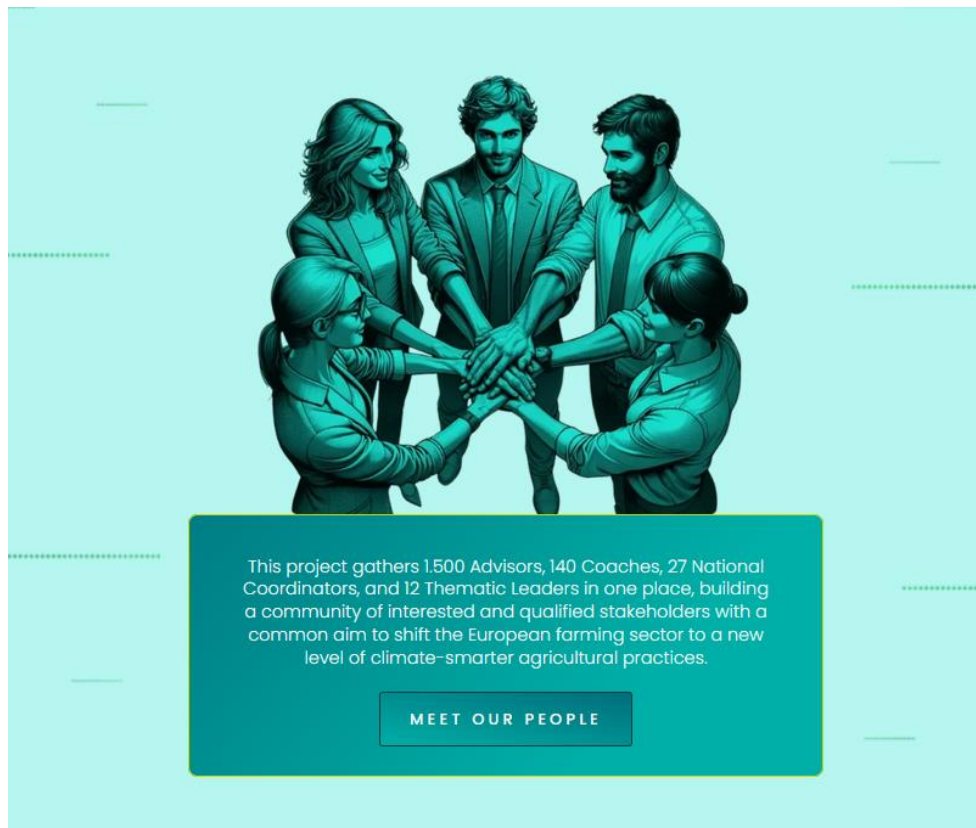 This project gathers 1.500 Advisors, 140 Coaches, 27 National
Coordinators, and 12 Thematic Leaders in one place, building
a community of interested and qualified stakeholders with a
common aim to shift the European farming sector to a new
level of climate-smarter agricultural practices.
MEET OUR PEOPLE